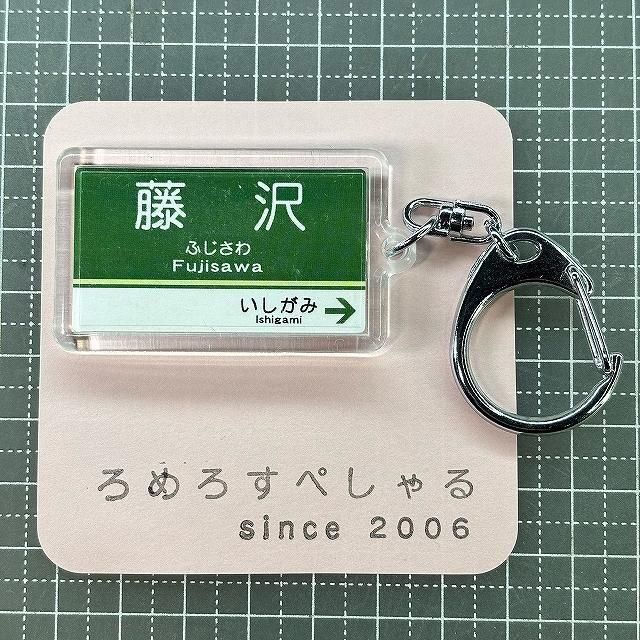 藤 沢
ふじさわ
Fujisawa
いしがみ
Ishigami
ろめろすぺしゃる
since 2006